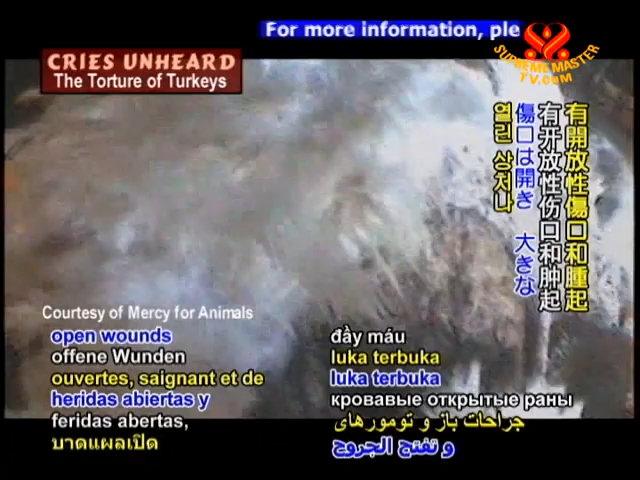 For more information, ple
SUPREME MASTER
TV.COM
CRIES UNHEARD
The Torture of Turkeys
有開放性傷口和腫起
有开放性伤口和肿起
傷口は開き 大きな
열린 상처나
Courtesy of Mercy for Animals
open wounds
offene Wunden
ouvertes, saignant et de
heridas abiertas y
feridas abertas,
บาดแผลเปิด
đầy máu
luka terbuka
luka terbuka
кровавые открытые раны
جراحات باز و تومورهای
و تفتح الجروح